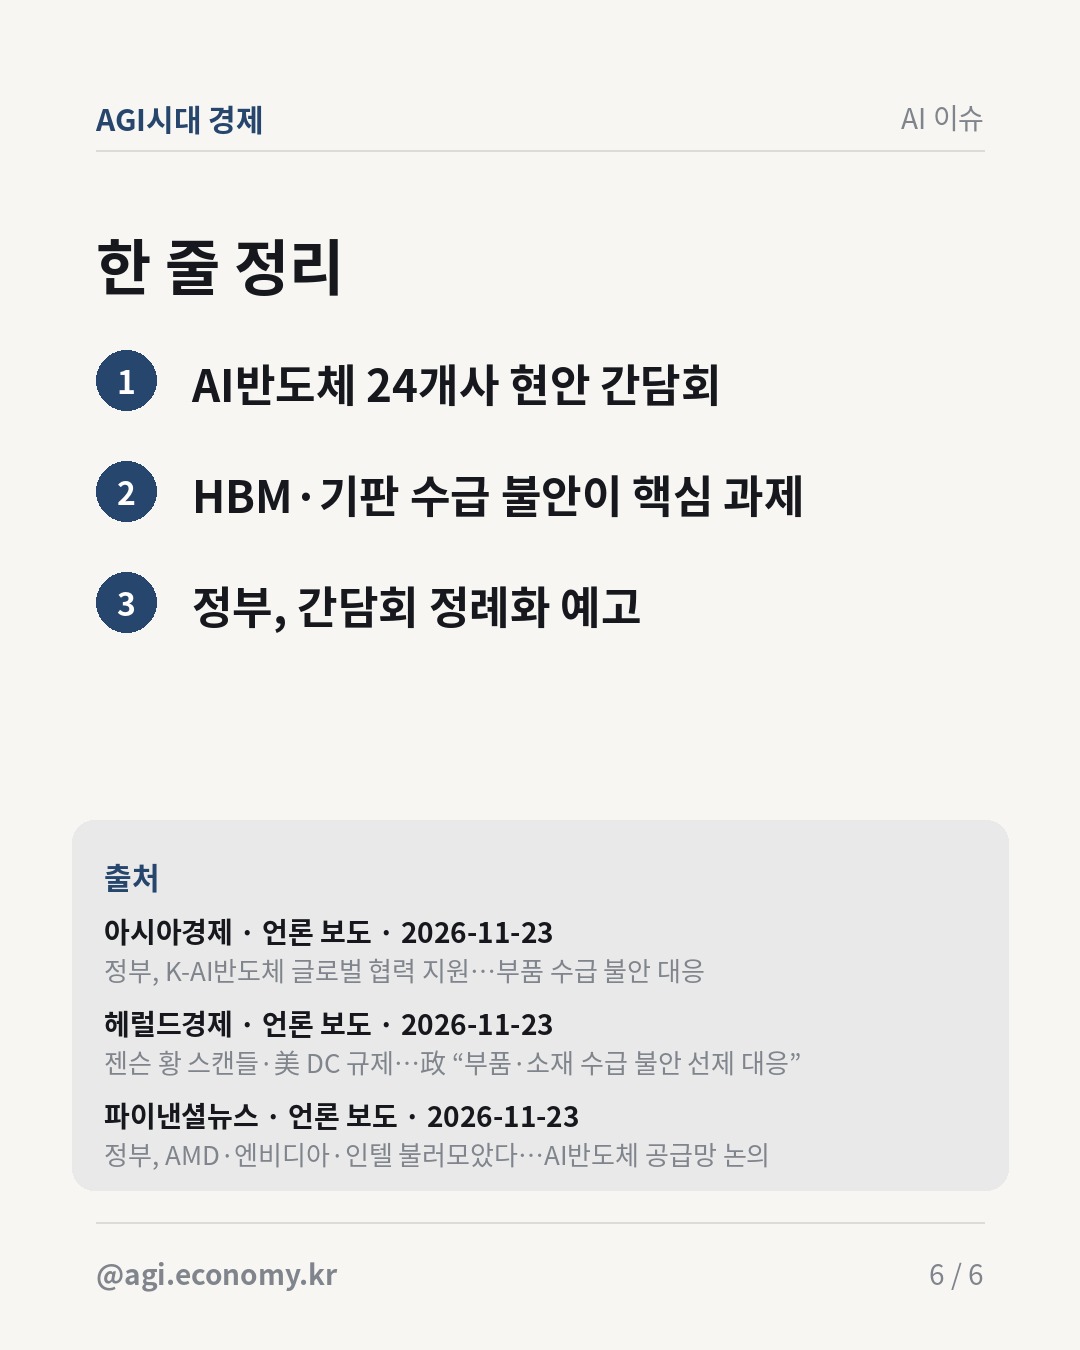 AGI시대 경제
AI 이슈
한 줄 정리
1 AI반도체 24개사 현안 간담회
2 HBM·기판 수급 불안이 핵심 과제
3 정부, 간담회 정례화 예고
출처
아시아경제 · 언론 보도 · 2026-11-23
정부, K-AI반도체 글로벌 협력 지원…부품 수급 불안 대응
헤럴드경제 · 언론 보도 · 2026-11-23
젠슨 황 스캔들·美 DC 규제…政 “부품·소재 수급 불안 선제 대응”
파이낸셜뉴스 · 언론 보도 · 2026-11-23
정부, AMD·엔비디아·인텔 불러모았다…AI반도체 공급망 논의
@agi.economy.kr
6 / 6